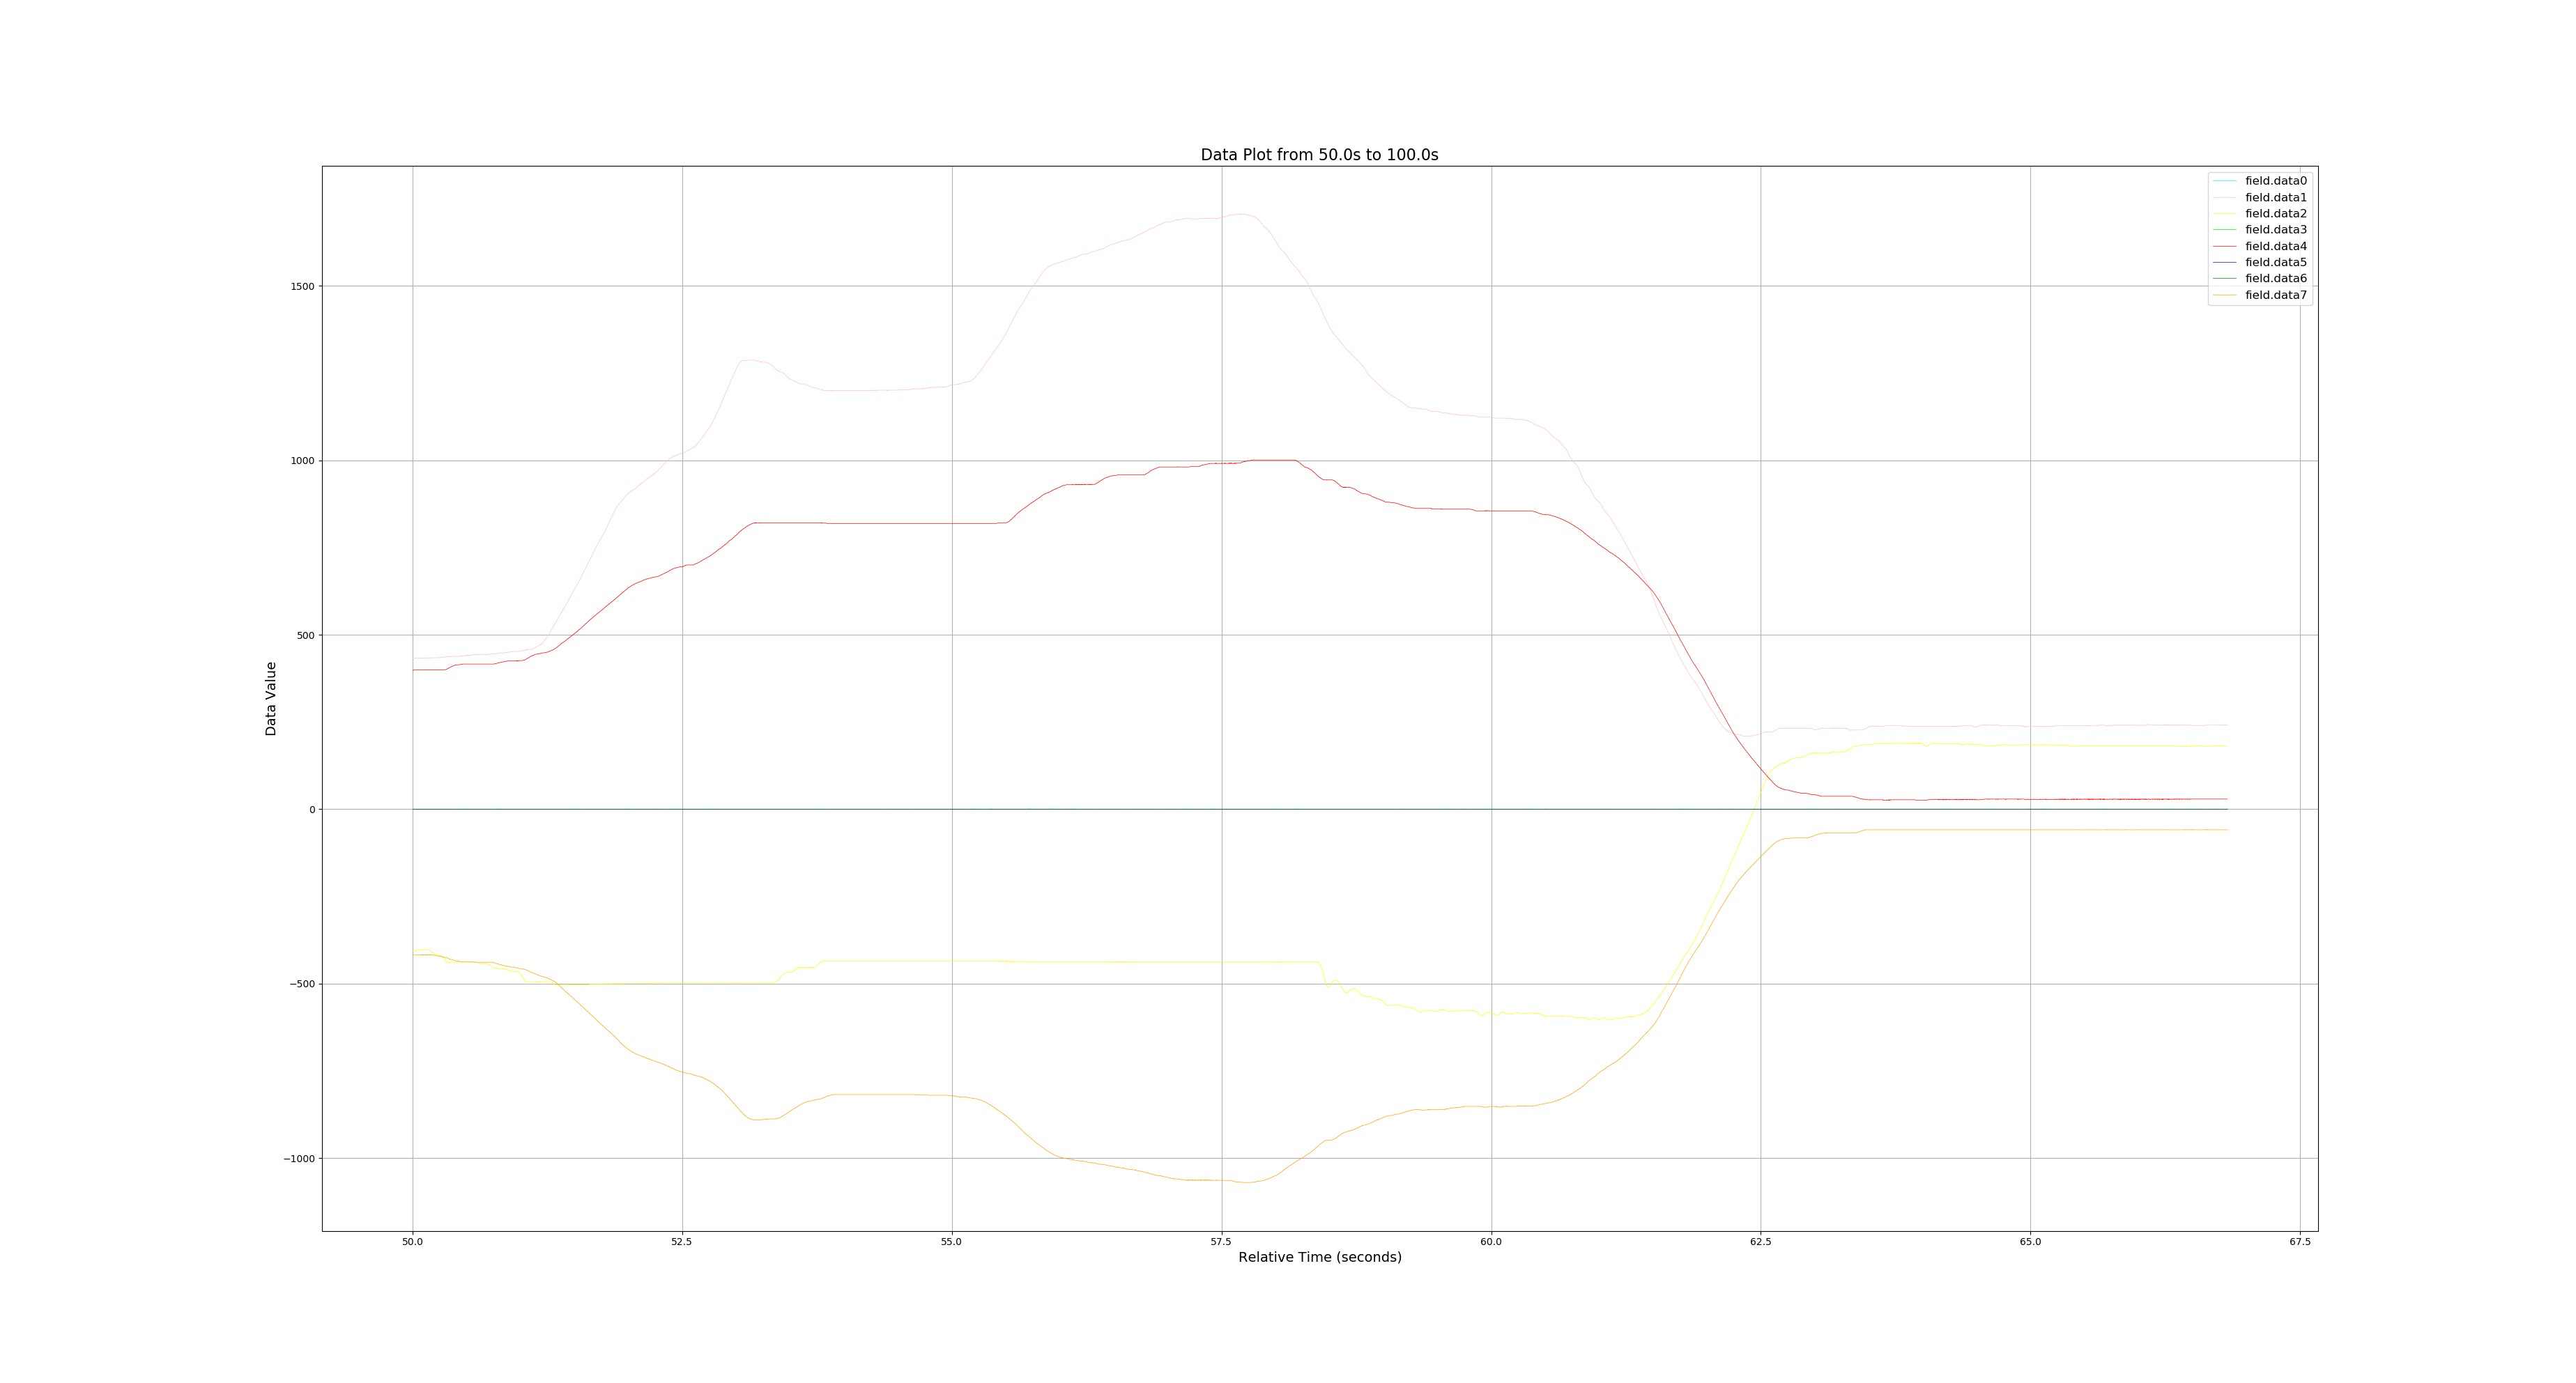 Data Plot from 50.0s to 100.0s
field.data0
field.data1
field.data2
field.data3
field.data4
field.data5
field.data6
field.data7
1500
1000
500
0
−500
−1000
Data Value
50.0 52.5 55.0 57.5 60.0 62.5 65.0 67.5
Relative Time (seconds)